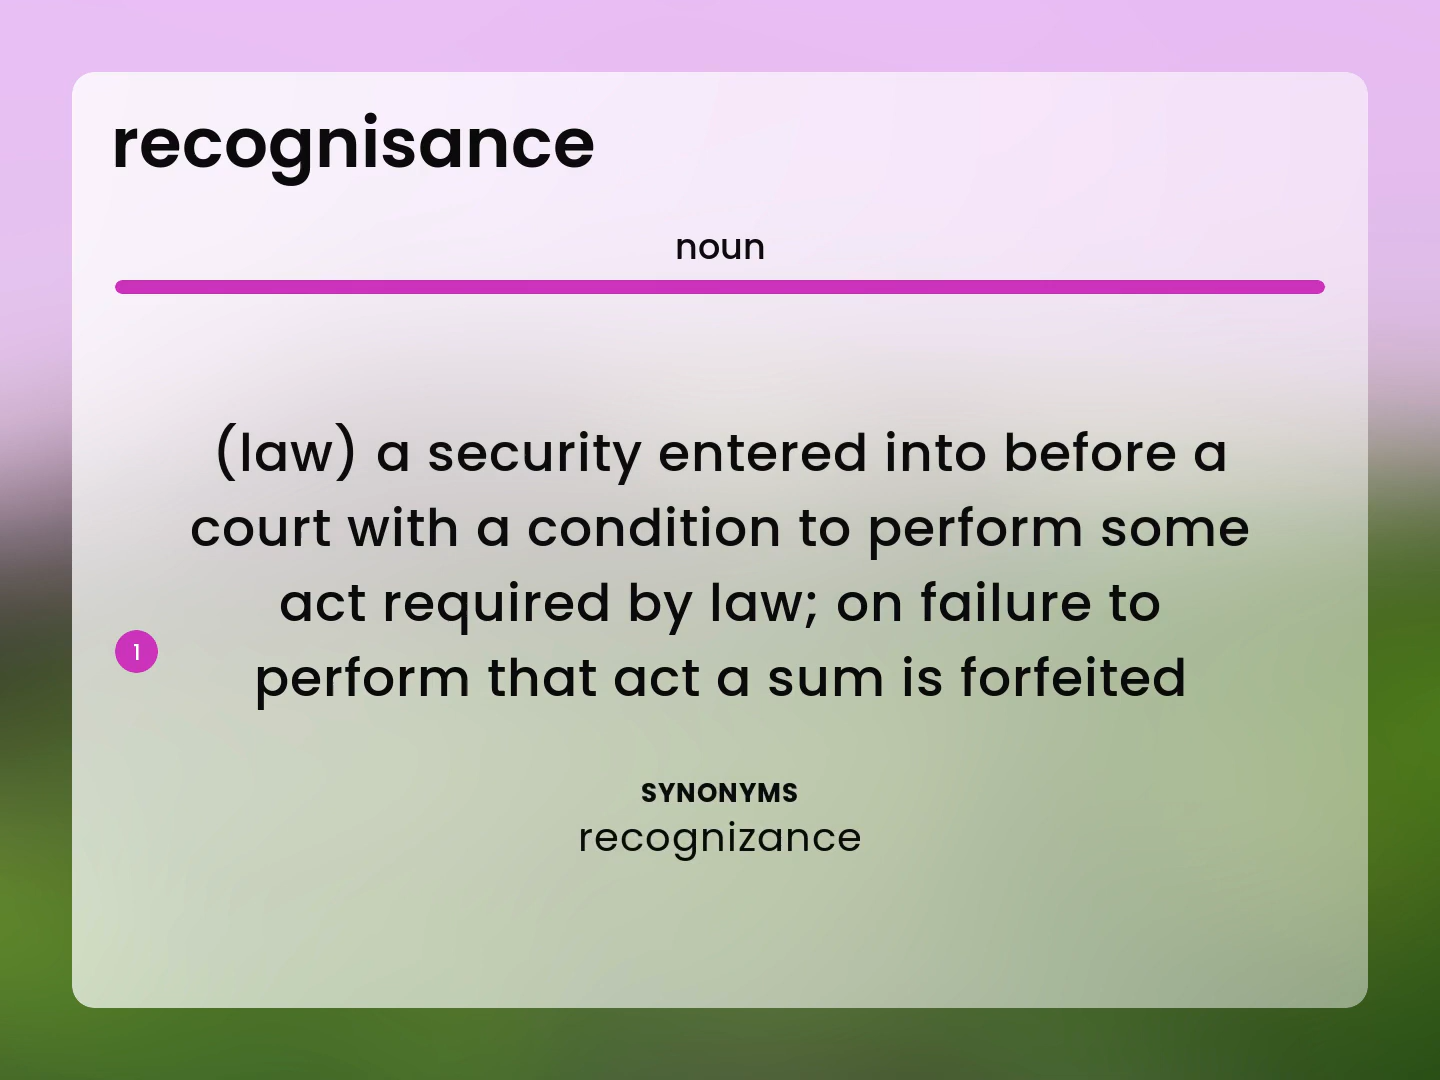 recognisance
noun
(law) a security entered into before a
court with a condition to perform some
act required by law; on failure to
1
perform that act a sum is forfeited
SYNONYMS
recognizance